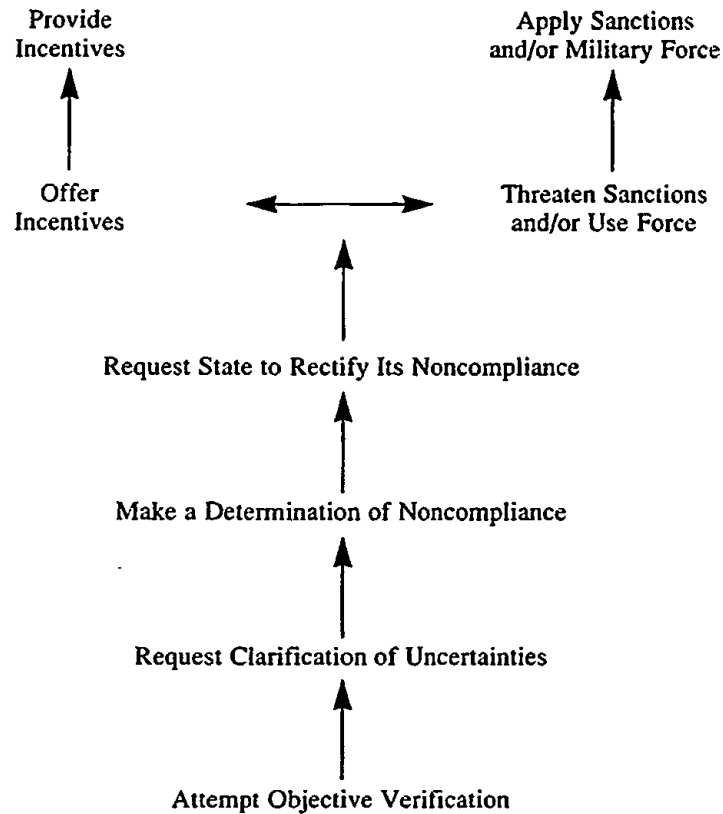 Provide
Incentives
Apply Sanctions
and/or Military Force
Offer
Incentives
Threaten Sanctions
and/or Use Force
Request State to Rectify Its Noncompliance
Make a Determination of Noncompliance
Request Clarification of Uncertainties
Attempt Objective Verification